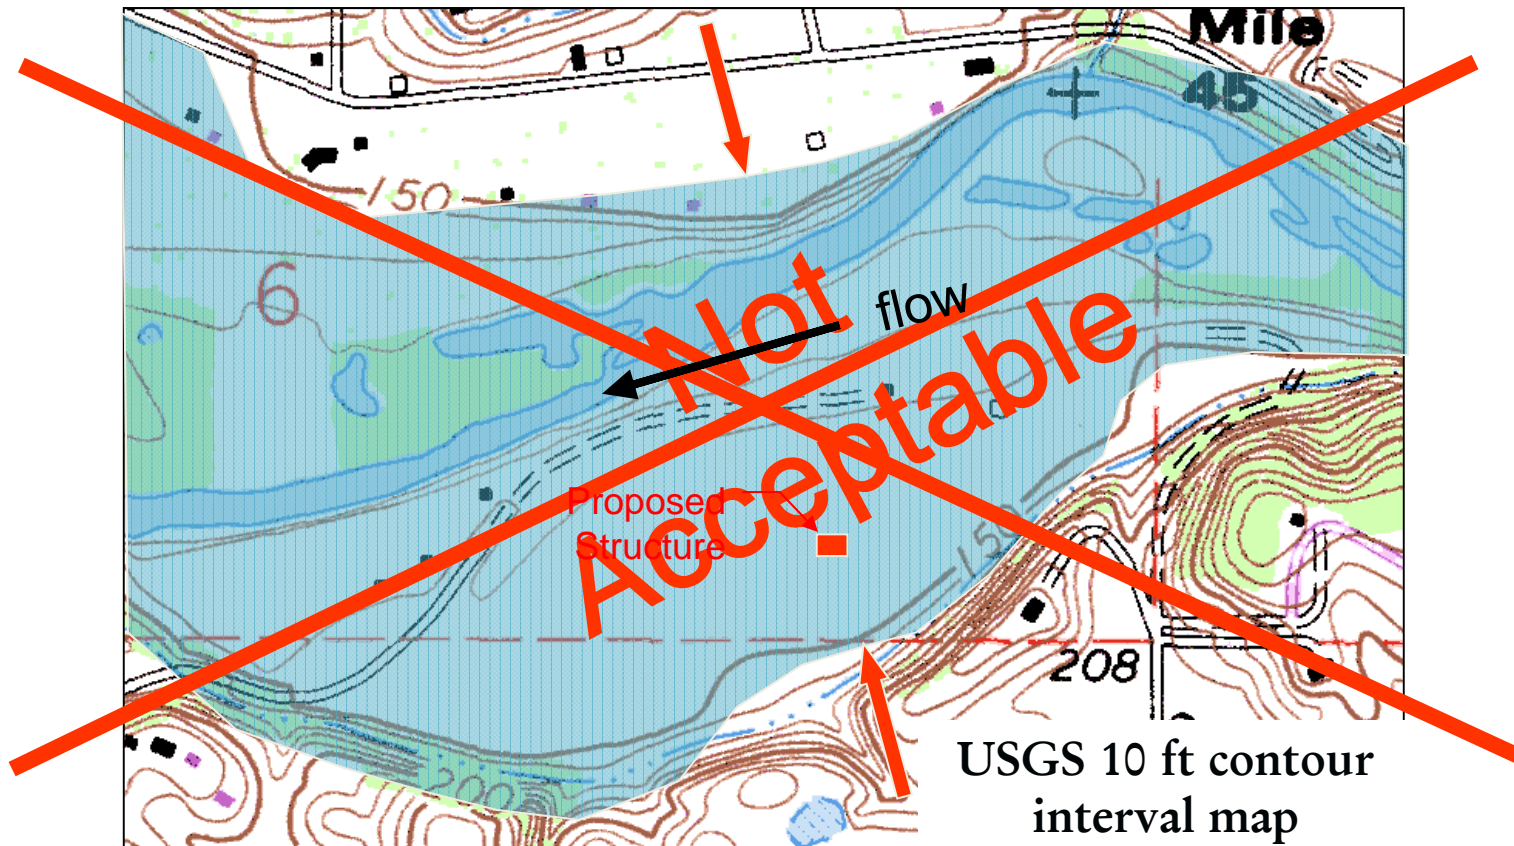 Mile
45
150
6
flow
Not
Acceptable
Proposed
Structure
150
208
200
USGS 10 ft contour
interval map